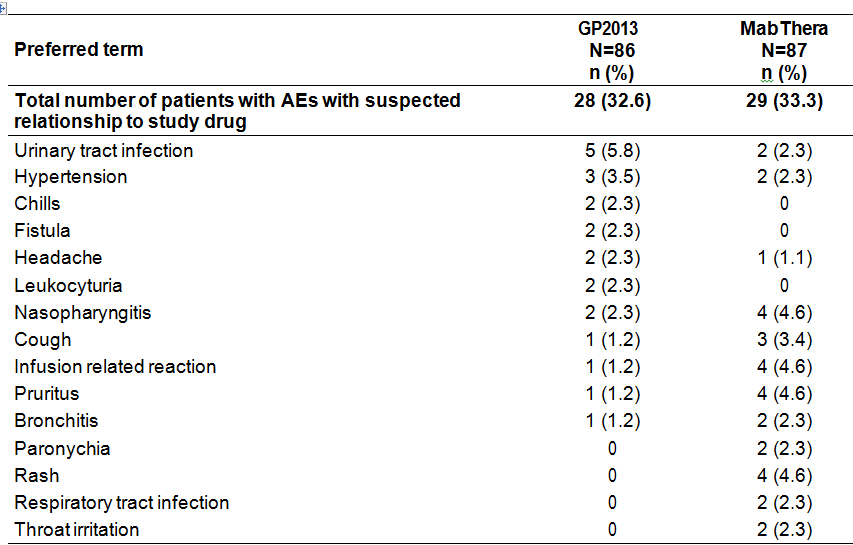 GP2013 MabThera
Preferred term N=86 N=87
n (%) n (%)
Total number of patients with AEs with suspected 28 (32.6) 29 (33.3)
relationship to study drug
Urinary tract infection 5 (5.8) 2 (2.3)
Hypertension 3 (3.5) 2 (2.3)
Chills 2 (2.3) 0
Fistula 2 (2.3) 0
Headache 2 (2.3) 1 (1.1)
Leukocyturia 2 (2.3) 0
Nasopharyngitis 2 (2.3) 4 (4.6)
Cough 1 (1.2) 3 (3.4)
Infusion related reaction 1 (1.2) 4 (4.6)
Pruritus 1 (1.2) 4 (4.6)
Bronchitis 1 (1.2) 2 (2.3)
Paronychia 0 2 (2.3)
Rash 0 4 (4.6)
Respiratory tract infection 0 2 (2.3)
Throat irritation 0 2 (2.3)